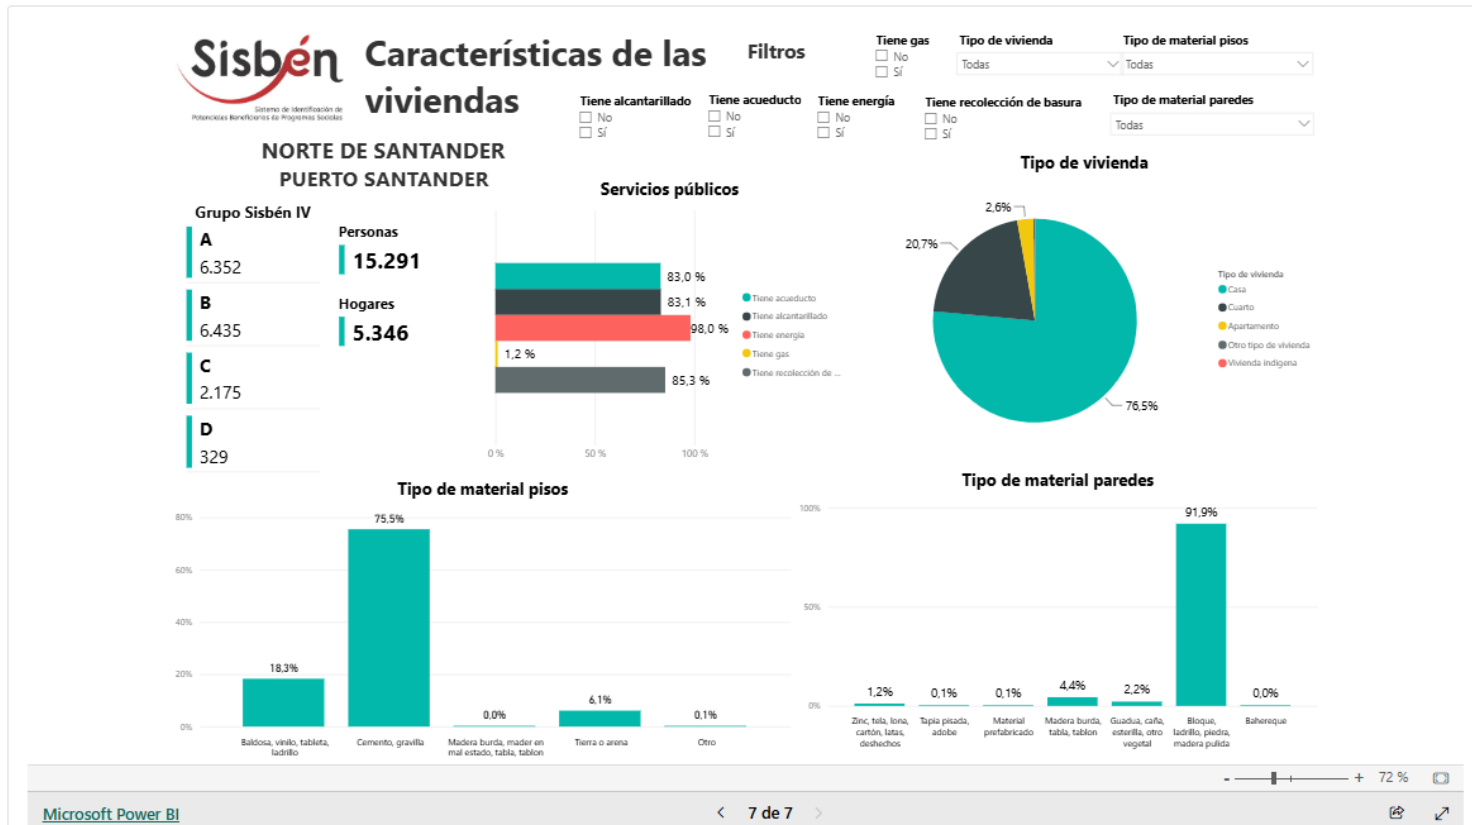 Sisbén
Sistema de Identificación de
Potenciales Beneficiarios de Programas Sociales
Características de las
viviendas
Filtros
Tiene gas
No
Sí
Tipo de vivienda
Todas
Tipo de material pisos
Todas
Tiene alcantarillado
No
Sí
Tiene acueducto
No
Sí
Tiene energía
No
Sí
Tiene recolección de basura
No
Sí
Tipo de material paredes
Todas
NORTE DE SANTANDER
PUERTO SANTANDER
Grupo Sisbén IV
A
6.352
B
6.435
C
2.175
D
329
Personas
15.291
Hogares
5.346
Servicios públicos
83,0 %
83,1 %
98,0 %
1,2 %
85,3 %
0 %
50 %
100 %
Tiene acueducto
Tiene alcantarillado
Tiene energía
Tiene gas
Tiene recolección de ...
Tipo de vivienda
2,6%
20,7%
76,5%
Tipo de vivienda
Casa
Cuarto
Apartamento
Otro tipo de vivienda
Vivienda indigena
Tipo de material pisos
80%
60%
40%
20%
0%
18,3%
75,5%
0,0%
6,1%
0,1%
Baldosa, vinilo, tableta,
ladrillo
Cemento, gravilla
Madera burda, mader en
mal estado, tabla, tablon
Tierra o arena
Otro
Tipo de material paredes
100%
50%
0%
1,2%
0,1%
0,1%
4,4%
2,2%
91,9%
0,0%
Zinc, tela, lona,
cartón, latas,
deshechos
Tapia pisada,
adobe
Material
prefabricado
Madera burda,
tabla, tablon
Guadua, caña,
esterilla, otro
vegetal
Bloque,
ladrillo, piedra,
madera pulida
Bahereque
- + 72 %
Microsoft Power BI
< 7 de 7 >